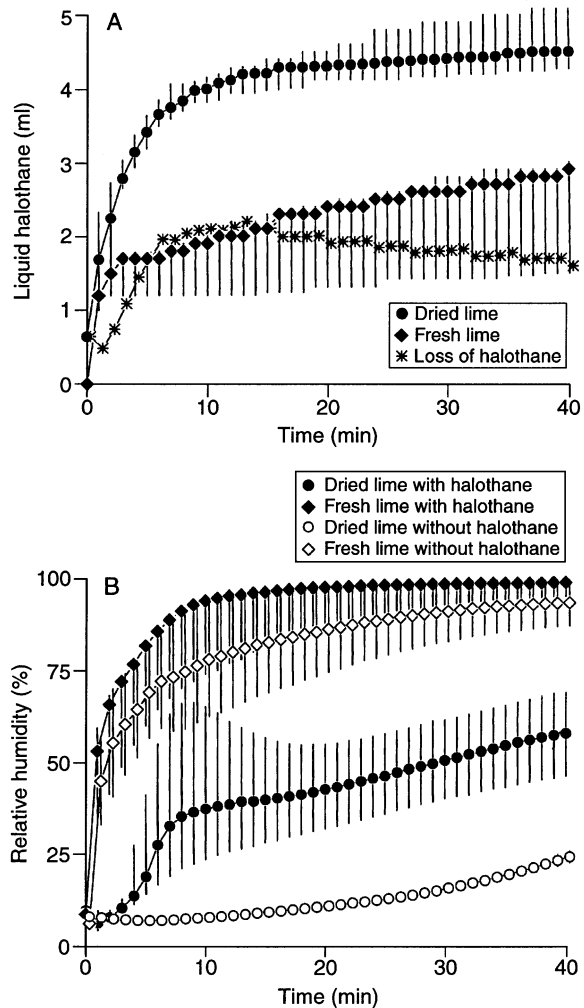 A
5
4
3
2
1
0
Liquid halothane (ml)
Dried lime
Fresh lime
Loss of halothane
0 10 20 30 40
Time (min)
Dried lime with halothane
Fresh lime with halothane
Dried lime without halothane
Fresh lime without halothane
B
100
75
50
25
0
Relative humidity (%)
0 10 20 30 40
Time (min)